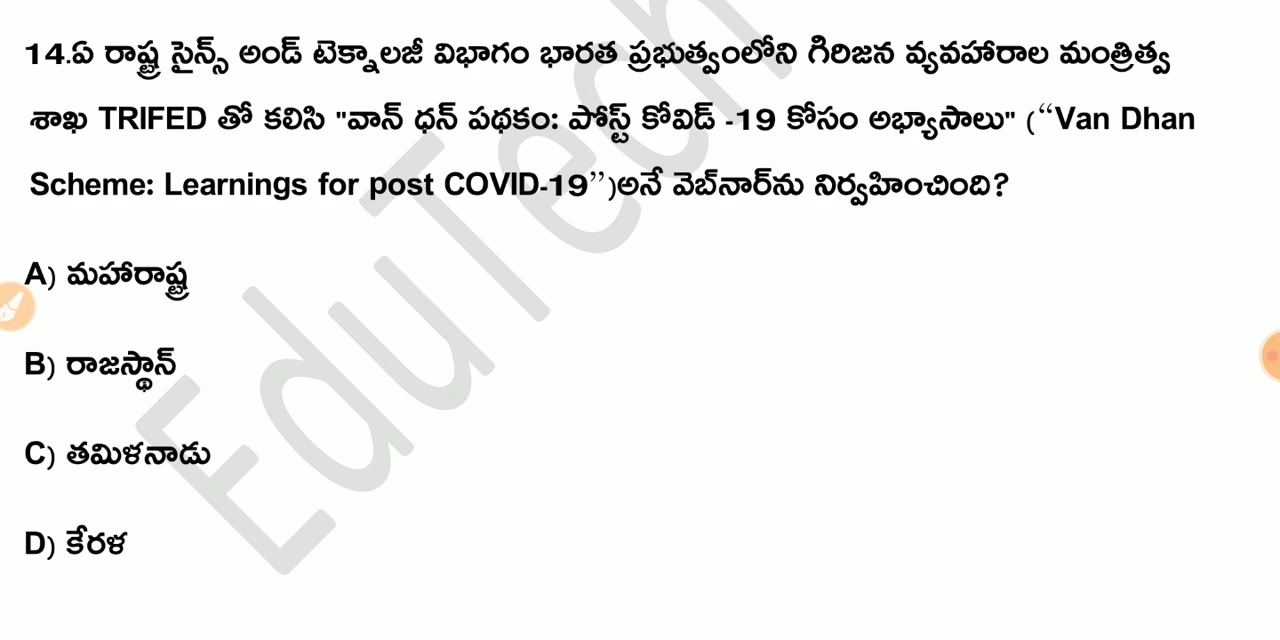 14.ఏ రాష్ట్ర సైన్స్ అండ్ టెక్నాలజీ విభాగం భారత ప్రభుత్వంలోని గిరిజన వ్యవహారాల మంత్రిత్వ
శాఖ TRIFED తో కలిసి "వాన్ ధన్ పథకం: పోస్ట్ కోవిడ్ -19 కోసం అభ్యాసాలు" (“Van Dhan
Scheme: Learnings for post COVID-19”)అనే వెబ్‌నార్‌ను నిర్వహించింది?
A) మహారాష్ట్ర
B) రాజస్థాన్
C) తమిళనాడు
D) కేరళ
EduTech